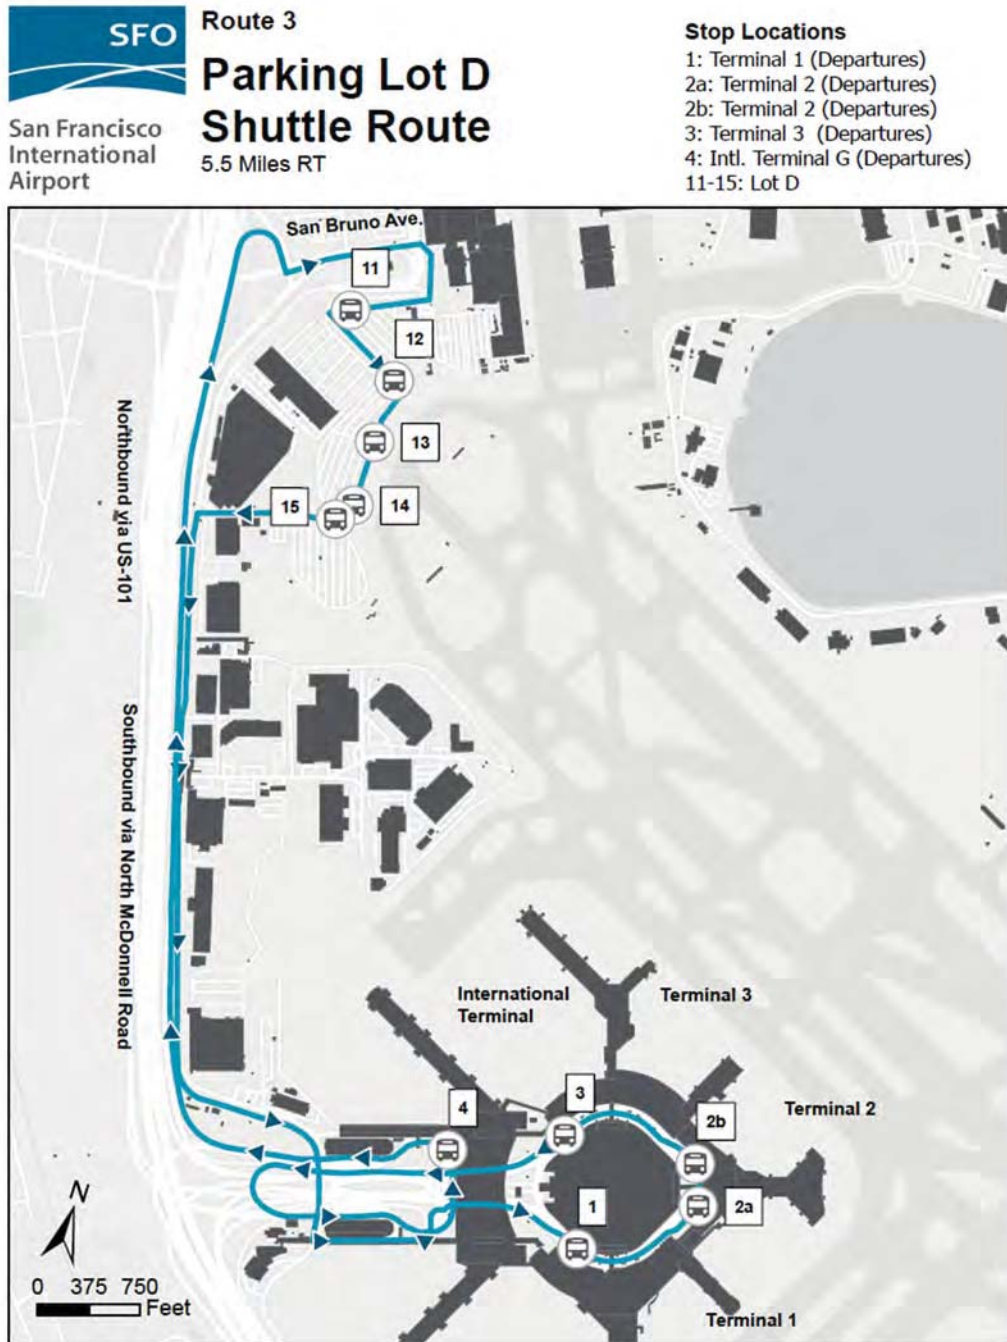 SFO
San Francisco
International
Airport
Route 3
Parking Lot D
Shuttle Route
5.5 Miles RT
Stop Locations
1: Terminal 1 (Departures)
2a: Terminal 2 (Departures)
2b: Terminal 2 (Departures)
3: Terminal 3 (Departures)
4: Intl. Terminal G (Departures)
11-15: Lot D
San Bruno Ave.
11
12
13
14
15
Northbound via US-101
Southbound via North McDonnell Road
International
Terminal
Terminal 3
Terminal 2
Terminal 1
4
3
2b
2a
1
N
0 375 750
Feet